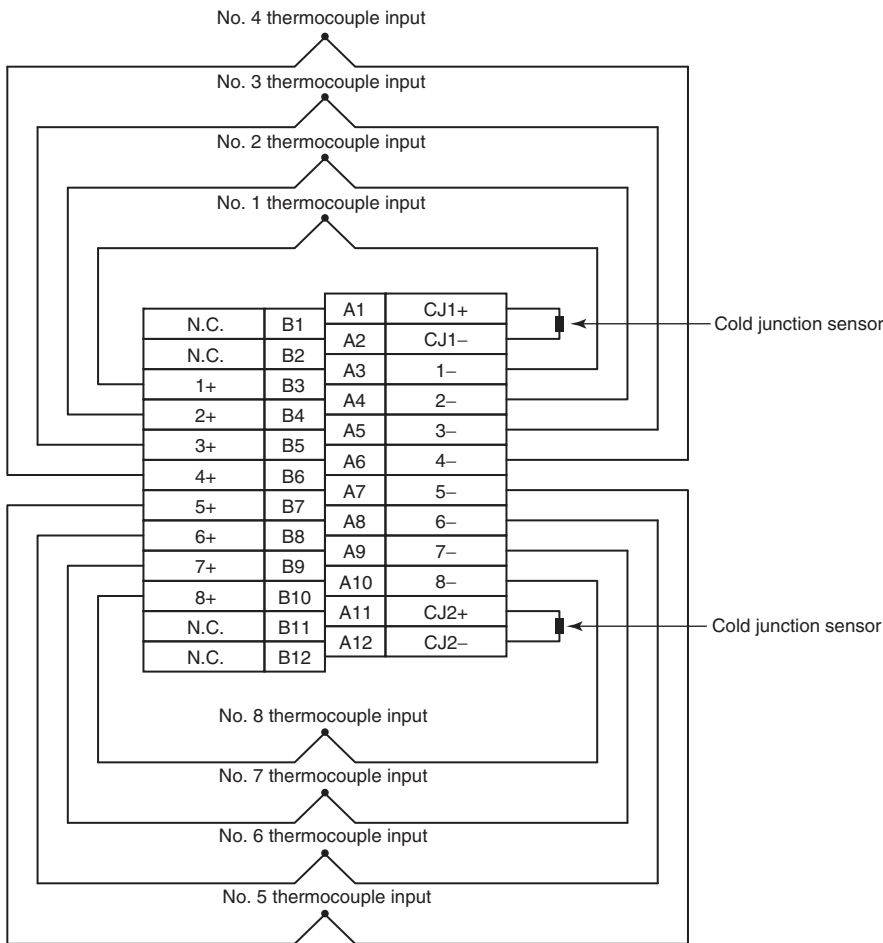 No. 4 thermocouple input
No. 3 thermocouple input
No. 2 thermocouple input
No. 1 thermocouple input
A1 CJ1+
N.C. B1
Cold junction sensor
A2 CJ1–
N.C. B2
A3 1–
1+ B3
A4 2–
2+ B4
A5 3–
3+ B5
A6 4–
4+ B6
A7 5–
5+ B7
A8 6–
6+ B8
A9 7–
7+ B9
A10 8–
8+ B10
A11 CJ2+
N.C. B11
Cold junction sensor
A12 CJ2–
N.C. B12
No. 8 thermocouple input
No. 7 thermocouple input
No. 6 thermocouple input
No. 5 thermocouple input